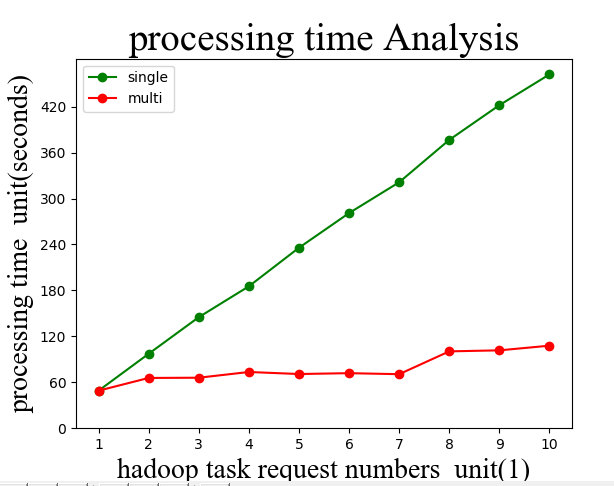 processing time Analysis
single
multi
processing time  unit(seconds)
420
360
300
240
180
120
60
0
1 2 3 4 5 6 7 8 9 10
hadoop task request numbers  unit(1)